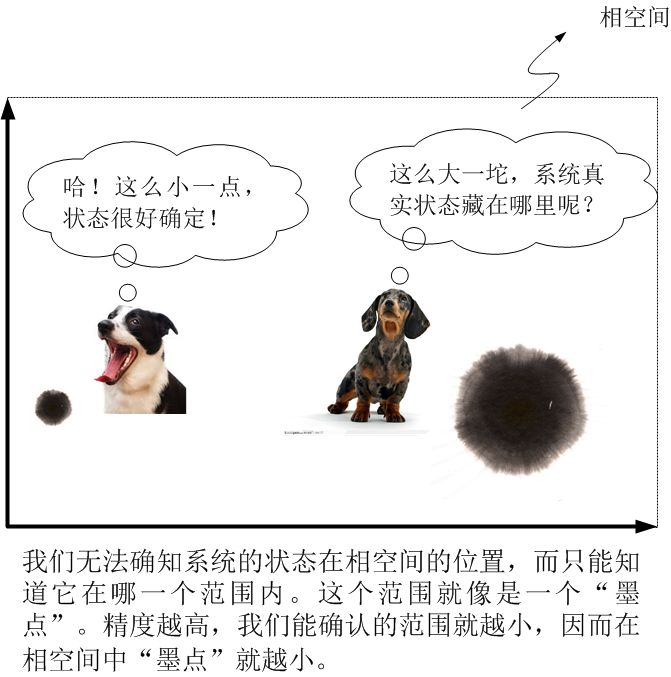 相空间
哈！这么小一点，
状态很好确定！
这么大一坨，系统真
实状态藏在哪里呢？
我们无法确知系统的状态在相空间的位置，而只能知
道它在哪一个范围内。这个范围就像是一个“墨
点”。精度越高，我们能确认的范围就越小，因而在
相空间中“墨点”就越小。